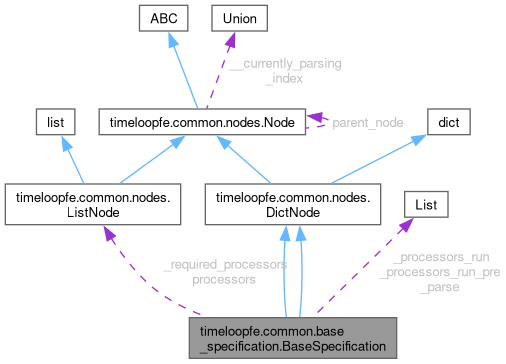 ABC
Union
__currently_parsing
_index
list
timeloopfe.common.nodes.Node
parent_node
dict
timeloopfe.common.nodes.
ListNode
timeloopfe.common.nodes.
DictNode
List
_required_processors
processors
_processors_run
_processors_run_pre
_parse
timeloopfe.common.base
_specification.BaseSpecification